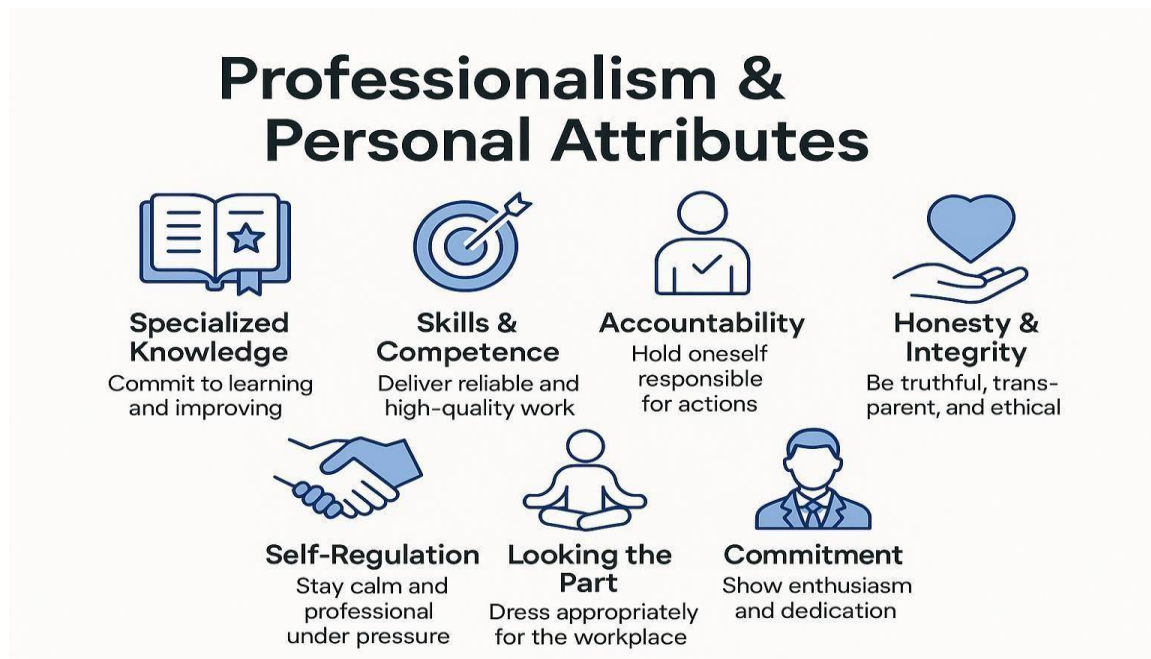 Professionalism &
Personal Attributes
Specialized
Knowledge
Commit to learning
and improving
Skills &
Competence
Deliver reliable and
high-quality work
Accountability
Hold oneself
responsible
for actions
Honesty &
Integrity
Be truthful, trans-
parent, and ethical
Self-Regulation
Stay calm and
professional
under pressure
Looking the
Part
Dress appropriately
for the workplace
Commitment
Show enthusiasm
and dedication